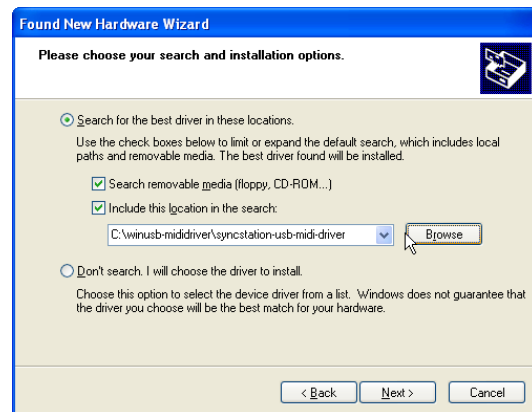 Found New Hardware Wizard
Please choose your search and installation options.
Search for the best driver in these locations.
Use the check boxes below to limit or expand the default search, which includes local
paths and removable media. The best driver found will be installed.
Search removable media (floppy, CD-ROM...)
Include this location in the search:
C:\winusb-mididriver\syncstation-usb-midi-driver
Browse
Don't search. I will choose the driver to install.
Choose this option to select the device driver from a list. Windows does not guarantee that
the driver you choose will be the best match for your hardware.
< Back
Next >
Cancel